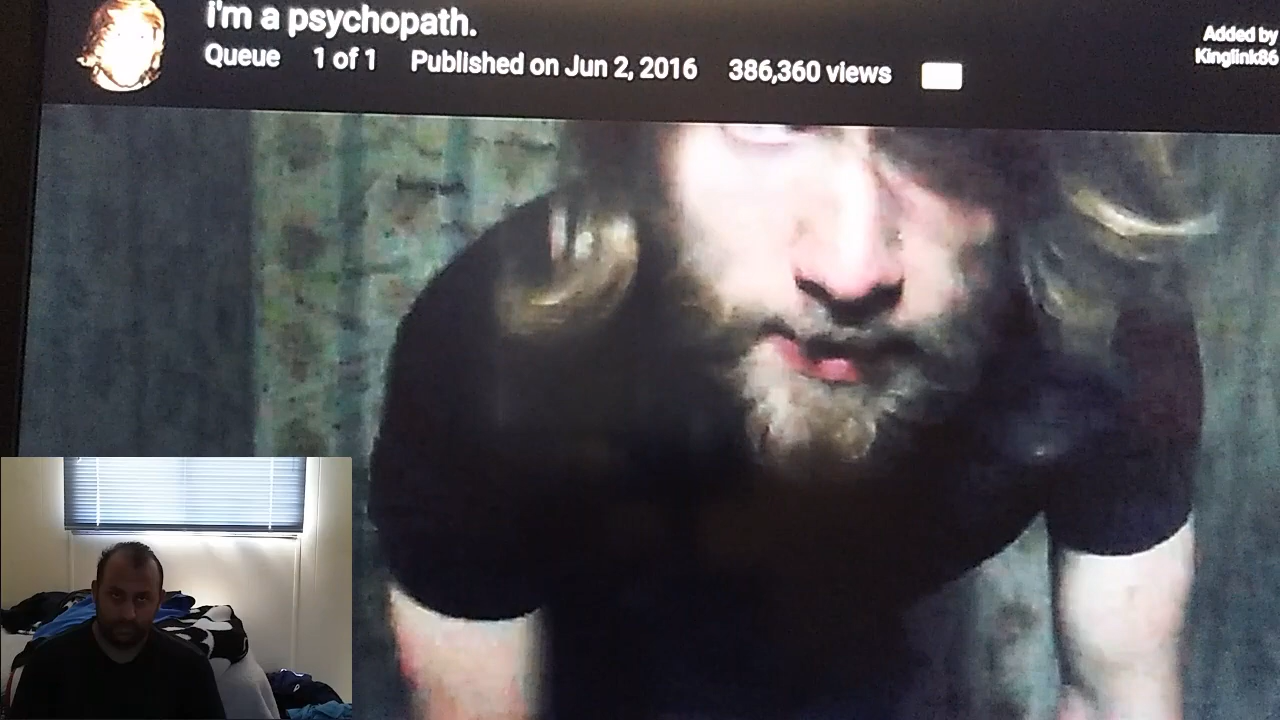 i'm a psychopath.
Queue 1 of 1 Published on Jun 2, 2016 386,360 views
Added by
Kinglink86